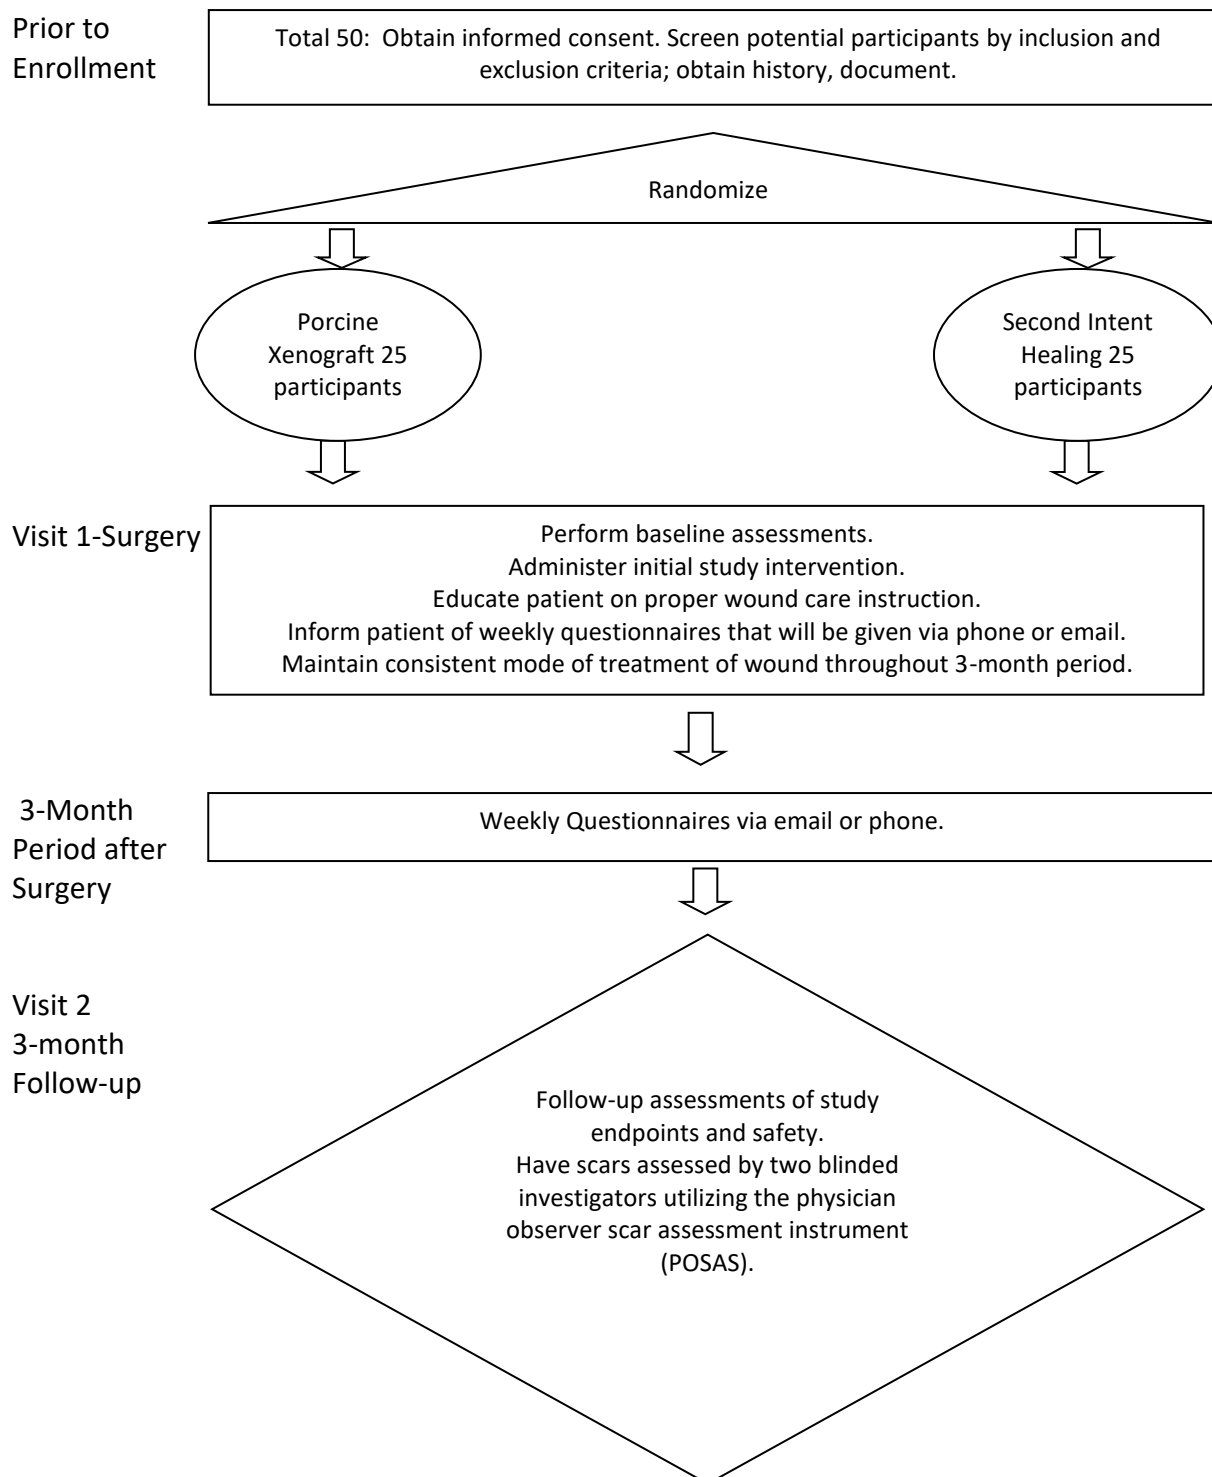 Prior to
Enrollment
Total 50:  Obtain informed consent. Screen potential participants by inclusion and
exclusion criteria; obtain history, document.
Randomize
Porcine
Xenograft 25
participants
Second Intent
Healing 25
participants
Visit 1-Surgery
Perform baseline assessments.
Administer initial study intervention.
Educate patient on proper wound care instruction.
Inform patient of weekly questionnaires that will be given via phone or email.
Maintain consistent mode of treatment of wound throughout 3-month period.
3-Month
Period after
Surgery
Weekly Questionnaires via email or phone.
Visit 2
3-month
Follow-up
Follow-up assessments of study
endpoints and safety.
Have scars assessed by two blinded
investigators utilizing the physician
observer scar assessment instrument
(POSAS).